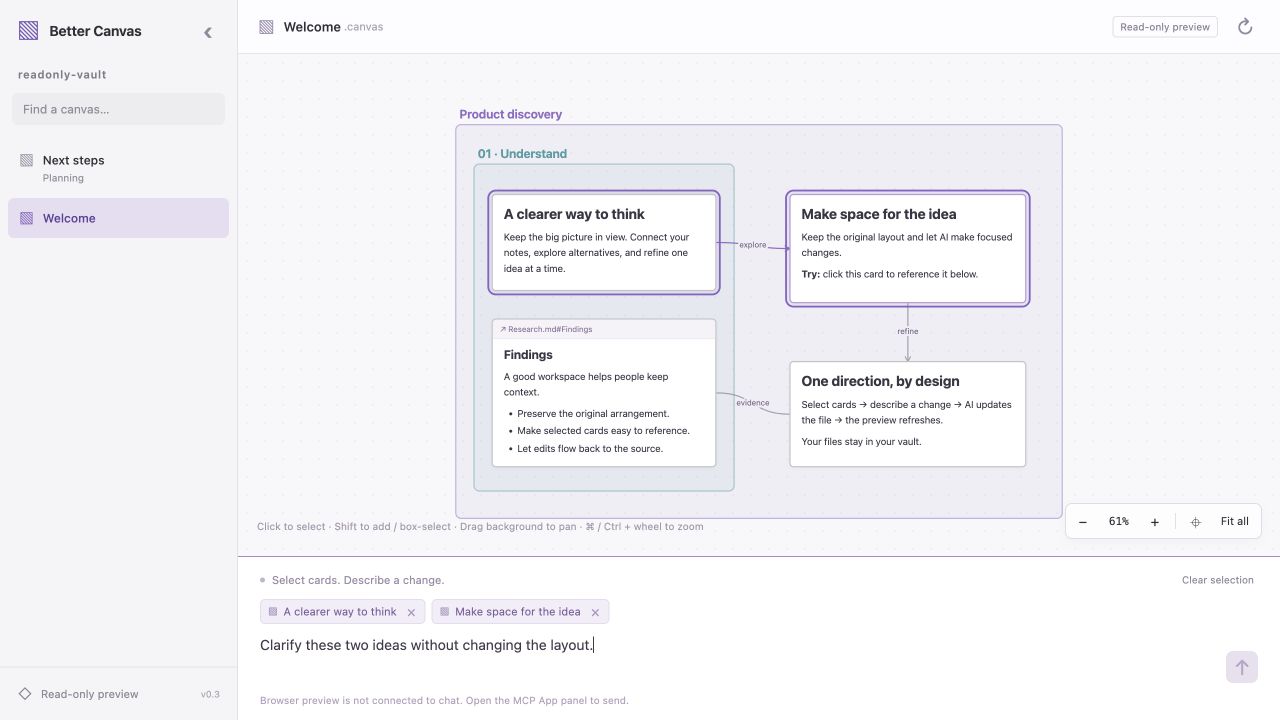 Better Canvas
readonly-vault
Find a canvas...
Next steps
Planning
Welcome
Read-only preview
v0.3
Welcome .canvas
Read-only preview
Product discovery
01 · Understand
A clearer way to think
Keep the big picture in view. Connect your
notes, explore alternatives, and refine one
idea at a time.
explore
Make space for the idea
Keep the original layout and let AI make focused
changes.
Try: click this card to reference it below.
refine
↗ Research.md#Findings
Findings
A good workspace helps people keep
context.
• Preserve the original arrangement.
• Make selected cards easy to reference.
• Let edits flow back to the source.
evidence
One direction, by design
Select cards → describe a change → AI updates
the file → the preview refreshes.
Your files stay in your vault.
Click to select · Shift to add / box-select · Drag background to pan · ⌘ / Ctrl + wheel to zoom
− 61% + Fit all
Select cards. Describe a change.
Clear selection
A clearer way to think ×
Make space for the idea ×
Clarify these two ideas without changing the layout.
Browser preview is not connected to chat. Open the MCP App panel to send.